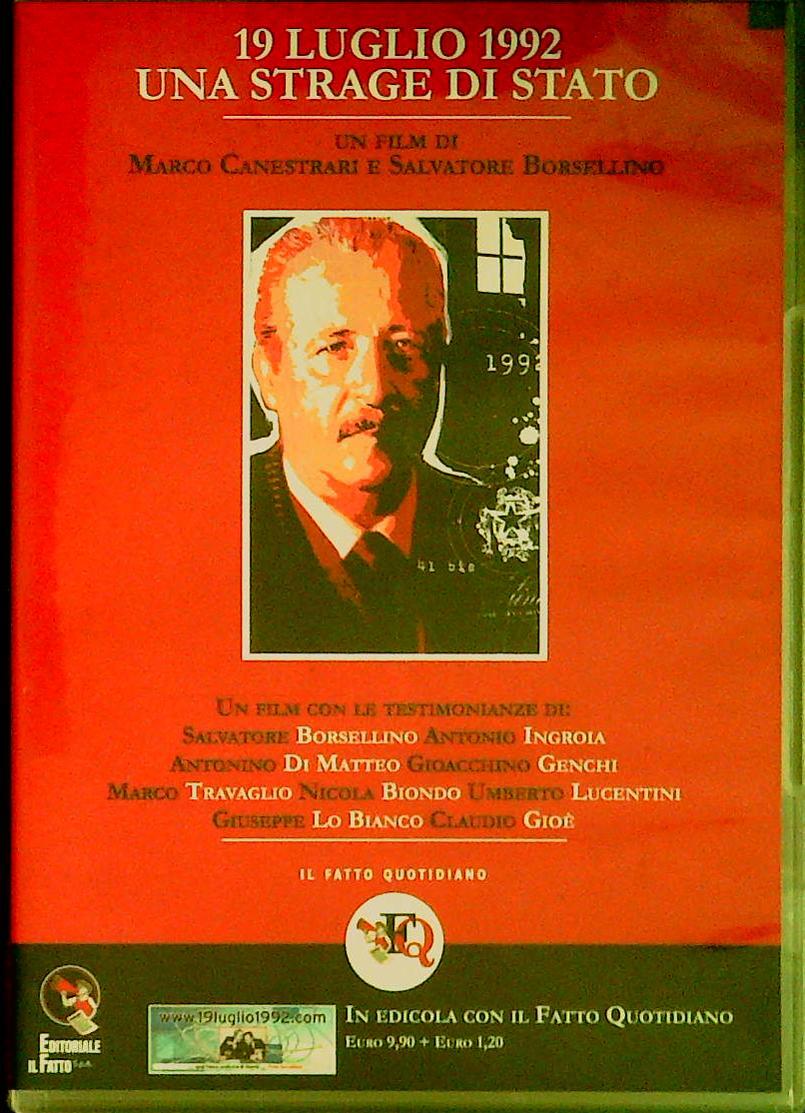 19 LUGLIO 1992
UNA STRAGE DI STATO
UN FILM DI
MARCO CANESTRARI E SALVATORE BORSELLINO
1992
41 bis
UN FILM CON LE TESTIMONIANZE DI:
SALVATORE BORSELLINO ANTONIO INGROIA
ANTONINO DI MATTEO GIOACCHINO GENCHI
MARCO TRAVAGLIO NICOLA BIONDO UMBERTO LUCENTINI
GIUSEPPE LO BIANCO CLAUDIO GIOÈ
IL FATTO QUOTIDIANO
FQ
EDITORIALE
IL FATTO S.p.A.
www.19luglio1992.com
IN EDICOLA CON IL FATTO QUOTIDIANO
EURO 9,90 + EURO 1,20